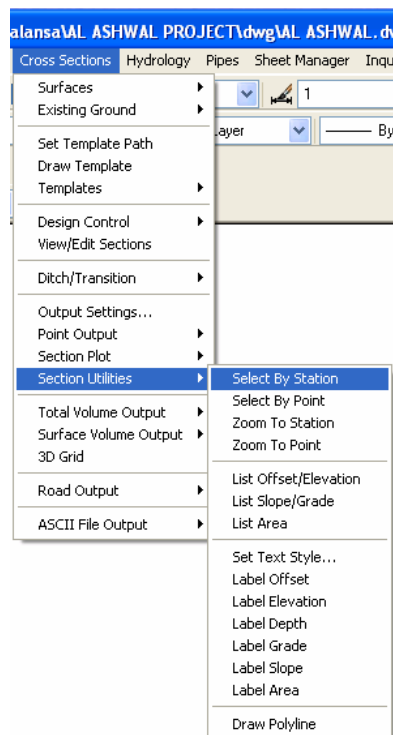 alansa\AL ASHWAL PROJECT\dwg\AL ASHWAL.d
Cross Sections Hydrology Pipes Sheet Manager Inqu
Surfaces
Existing Ground
1
Set Template Path
Draw Template
Templates
Layer
By
Design Control
View/Edit Sections
Ditch/Transition
Output Settings...
Point Output
Section Plot
Section Utilities
Total Volume Output
Surface Volume Output
3D Grid
Road Output
ASCII File Output
Select By Station
Select By Point
Zoom To Station
Zoom To Point
List Offset/Elevation
List Slope/Grade
List Area
Set Text Style...
Label Offset
Label Elevation
Label Depth
Label Grade
Label Slope
Label Area
Draw Polyline